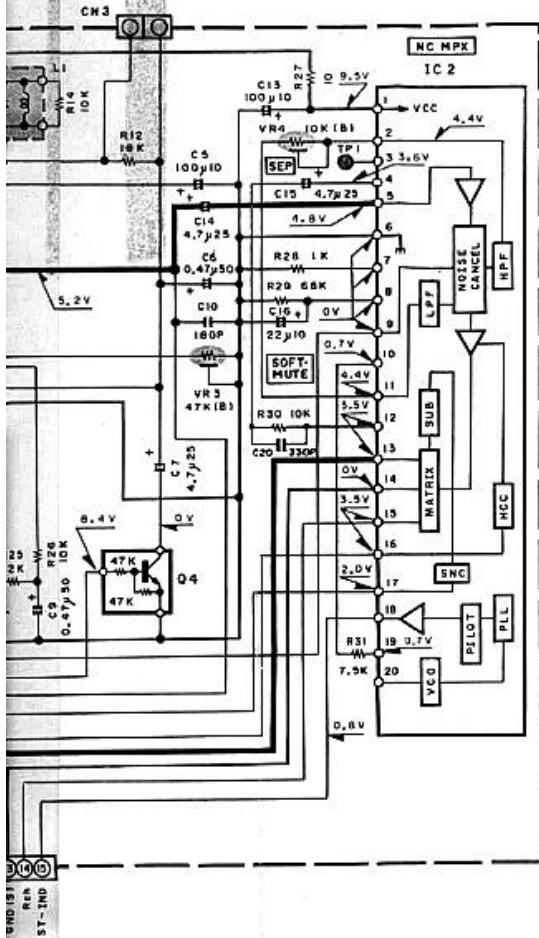 CH3
NC MPX
IC 2
L1
R14
10K
R12
18K
C13
100µ10
R27
10
9.5V
1
VCC
VR4 10K(B)
2
4.4V
SEP
TP1
3
3.6V
4
C5
100µ10
C15
4.7µ25
5
C14
4.7µ25
4.8V
6
C6
0.47µ50
R28 1K
7
NOISE
CANCEL
HPF
5.2V
R29 68K
8
C10
180P
C16
22µ10
0V
9
LPF
0.7V
10
SOFT-
MUTE
4.4V
11
VR3
47K(B)
5.5V
SUB
R30 10K
12
C20 330P
13
C7
4.7µ25
0V
14
MATRIX
3.5V
15
HCC
8.4V
0V
16
25
2K
R26
10K
47K
Q4
2.0V
17
SNC
47K
C9
0.47µ50
18
PILOT
PLL
R31
7.5K
19
0.7V
20
VCO
0.8V
3
14
15
GND(S)
Rch
ST-IND